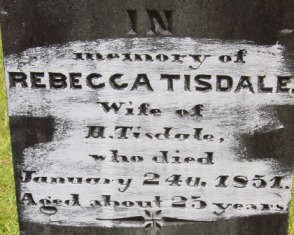 IN
memory of
REBECCA TISDALE,
Wife of
H. Tisdale,
who died
January 24th, 1851.
Aged about 25 years